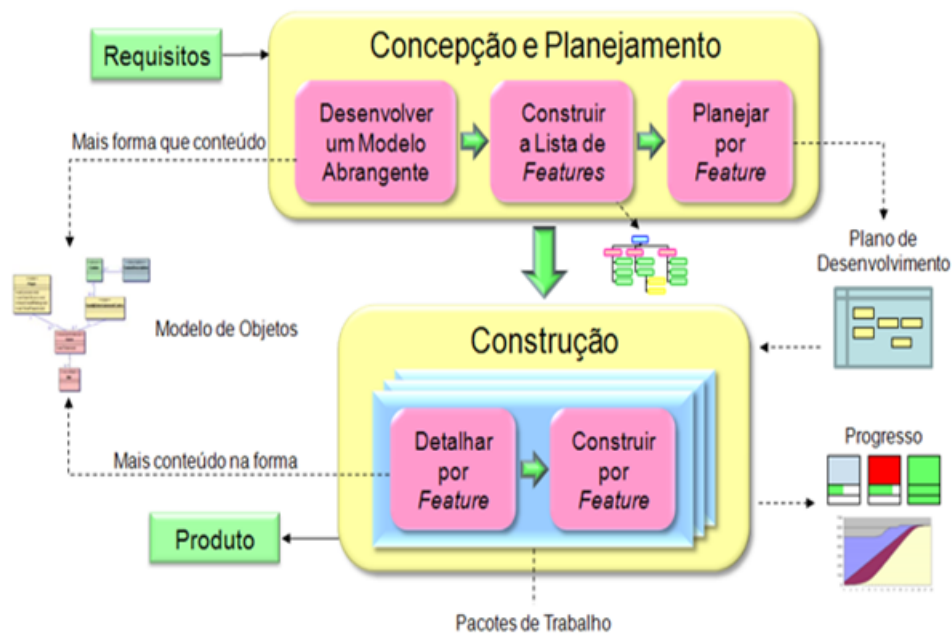 Requisitos
Concepção e Planejamento
Desenvolver
um Modelo
Abrangente
Construir
a Lista de
Features
Planejar
por
Feature
Mais forma que conteúdo
Plano de
Desenvolvimento
Modelo de Objetos
Construção
Detalhar
por
Feature
Construir
por
Feature
Mais conteúdo na forma
Progresso
Produto
Pacotes de Trabalho